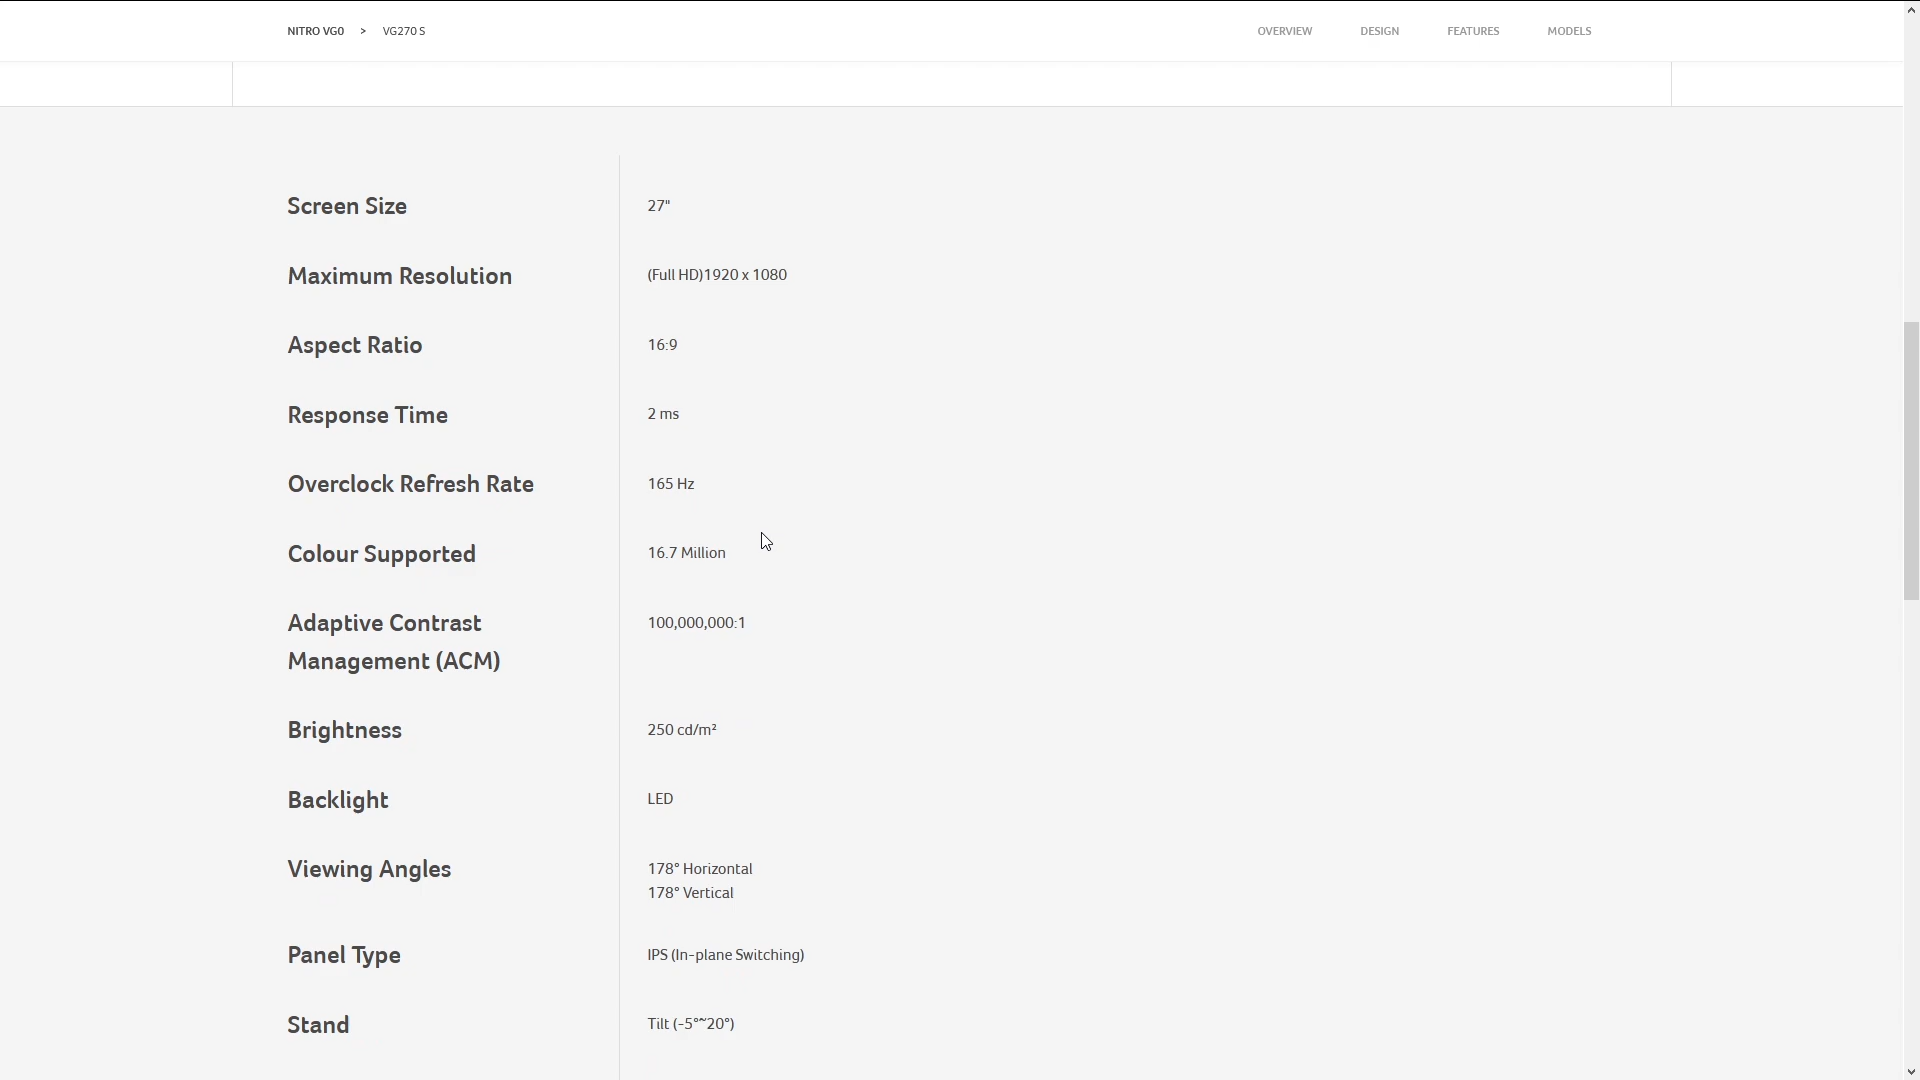 NITRO VG0 > VG270 S
OVERVIEW DESIGN FEATURES MODELS
Screen Size 27"
Maximum Resolution (Full HD)1920 x 1080
Aspect Ratio 16:9
Response Time 2 ms
Overclock Refresh Rate 165 Hz
Colour Supported 16.7 Million
Adaptive Contrast 100,000,000:1
Management (ACM)
Brightness 250 cd/m²
Backlight LED
Viewing Angles 178° Horizontal
178° Vertical
Panel Type IPS (In-plane Switching)
Stand Tilt (-5°~20°)